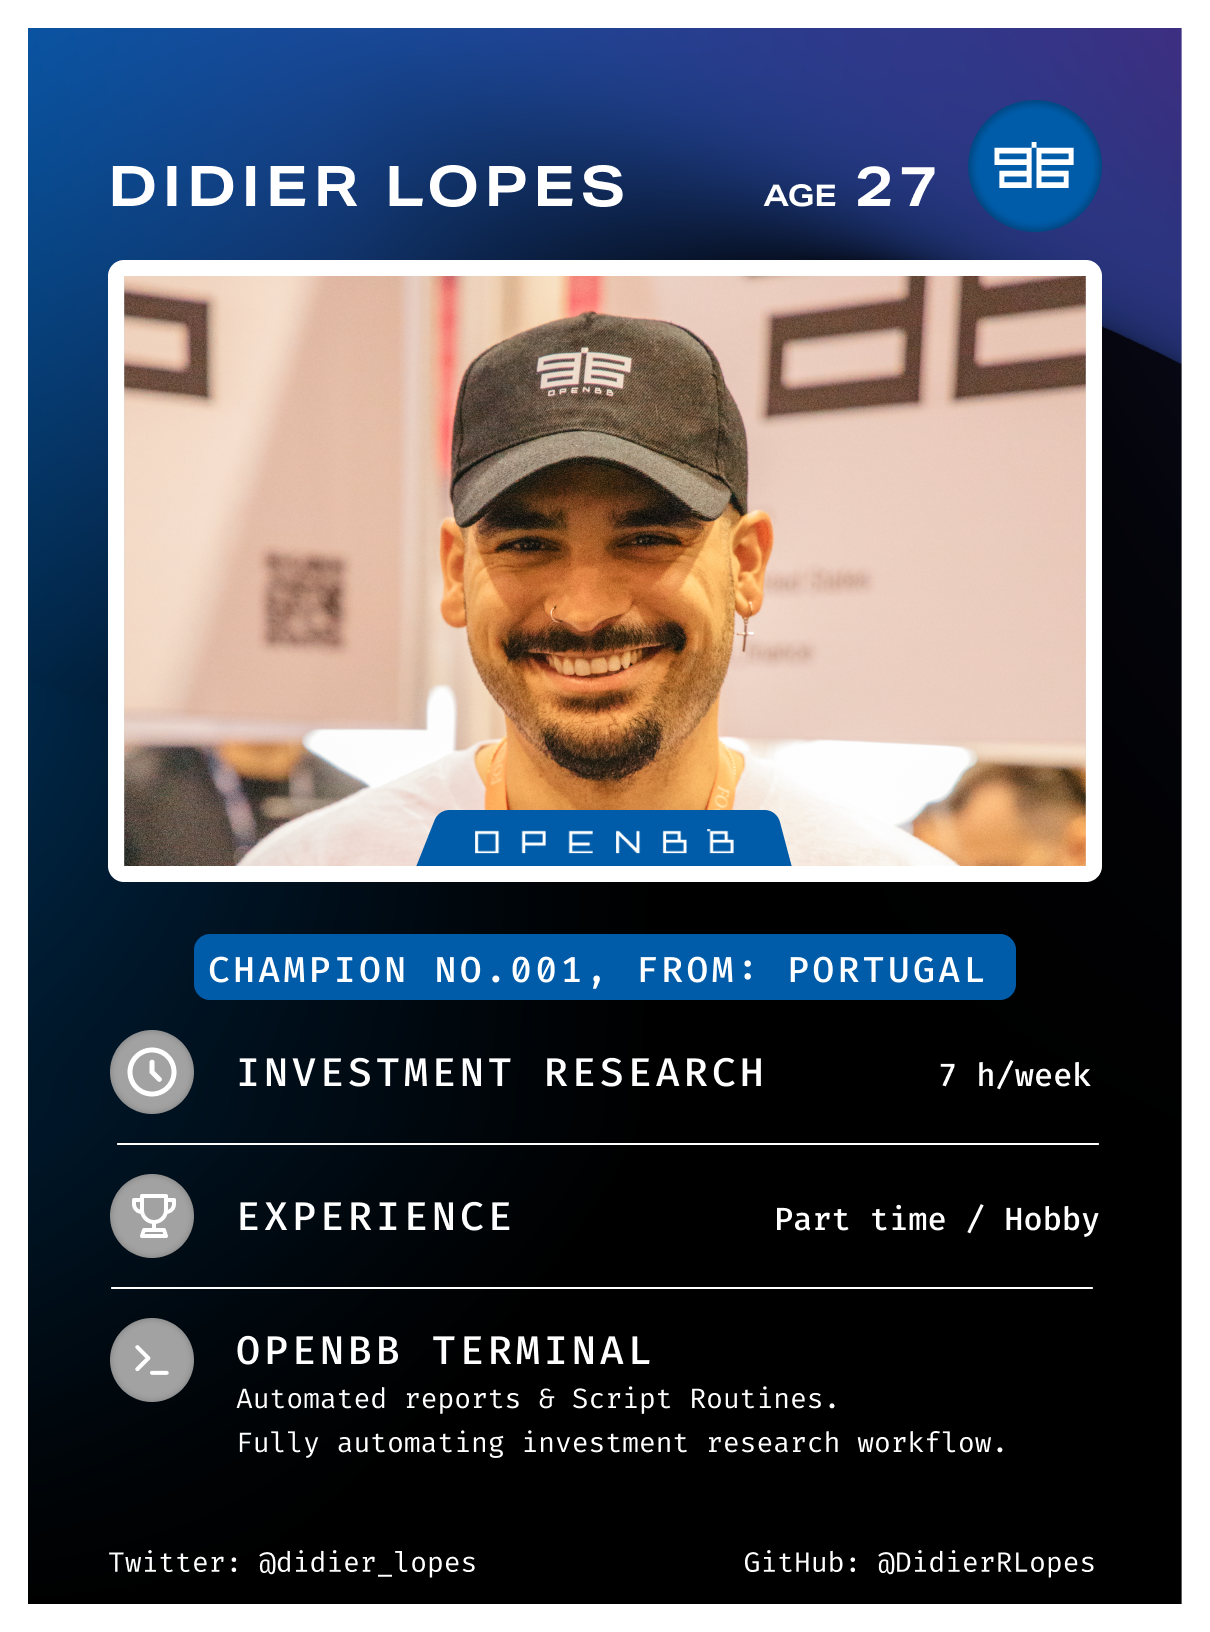 DIDIER LOPES
AGE 27
OPENBB
OPENBB
CHAMPION NO.001, FROM: PORTUGAL
INVESTMENT RESEARCH 7 h/week
EXPERIENCE Part time / Hobby
OPENBB TERMINAL
Automated reports & Script Routines.
Fully automating investment research workflow.
Twitter: @didier_lopes GitHub: @DidierRLopes